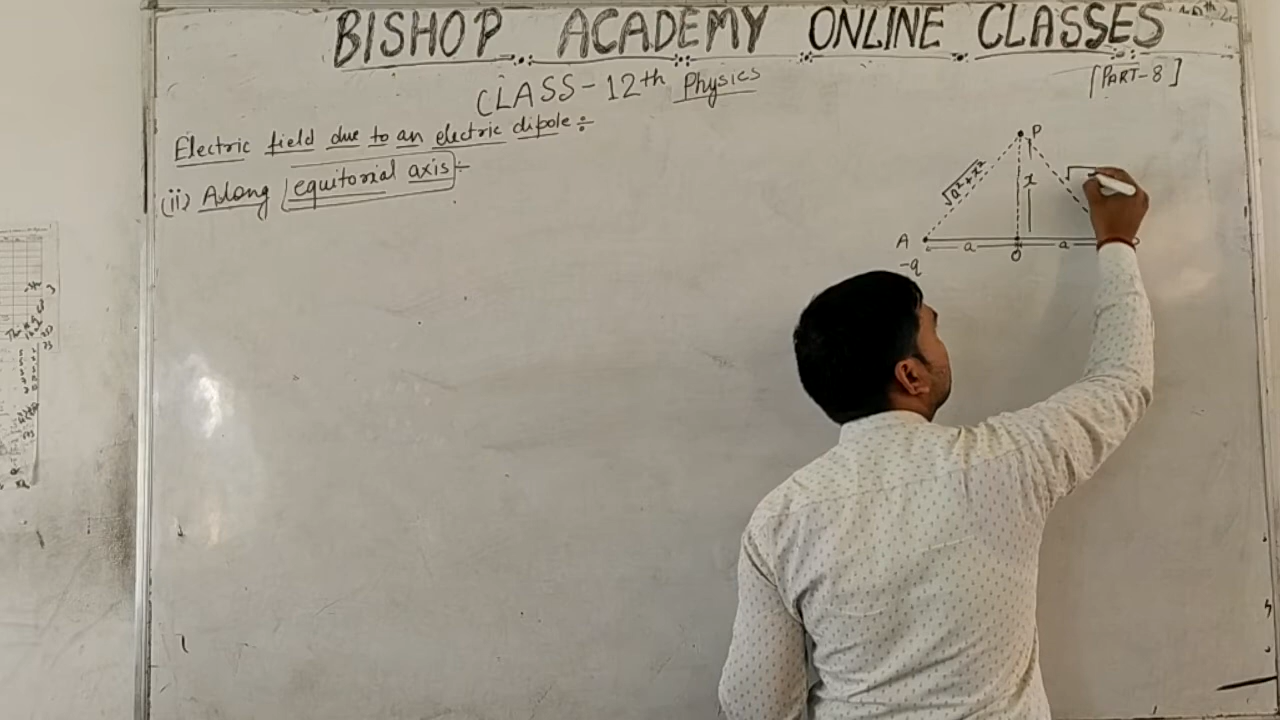 BISHOP ACADEMY ONLINE CLASSES
CLASS-12th Physics
[PART-8]
Electric field due to an electric dipole÷
(ii) Along equitorial axis÷
P
√a²+x²
x
A
a
O
a
-q